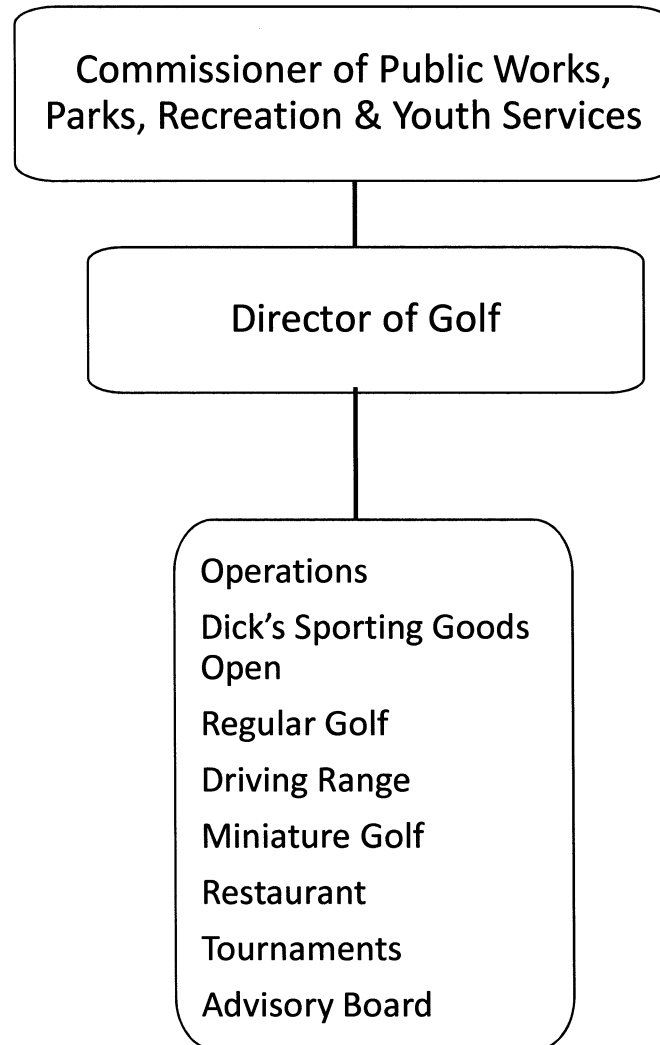 Commissioner of Public Works,
Parks, Recreation & Youth Services
Director of Golf
Operations
Dick’s Sporting Goods
Open
Regular Golf
Driving Range
Miniature Golf
Restaurant
Tournaments
Advisory Board